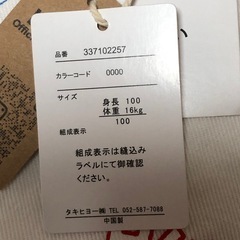 Offic
品番 337102257
カラーコード 0000
サイズ 身長 100
体重 16kg
100
組成表示
組成表示は縫込み
ラベルにて御確認
ください。
タキヒヨー㈱ TEL 052-587-7088
中国製